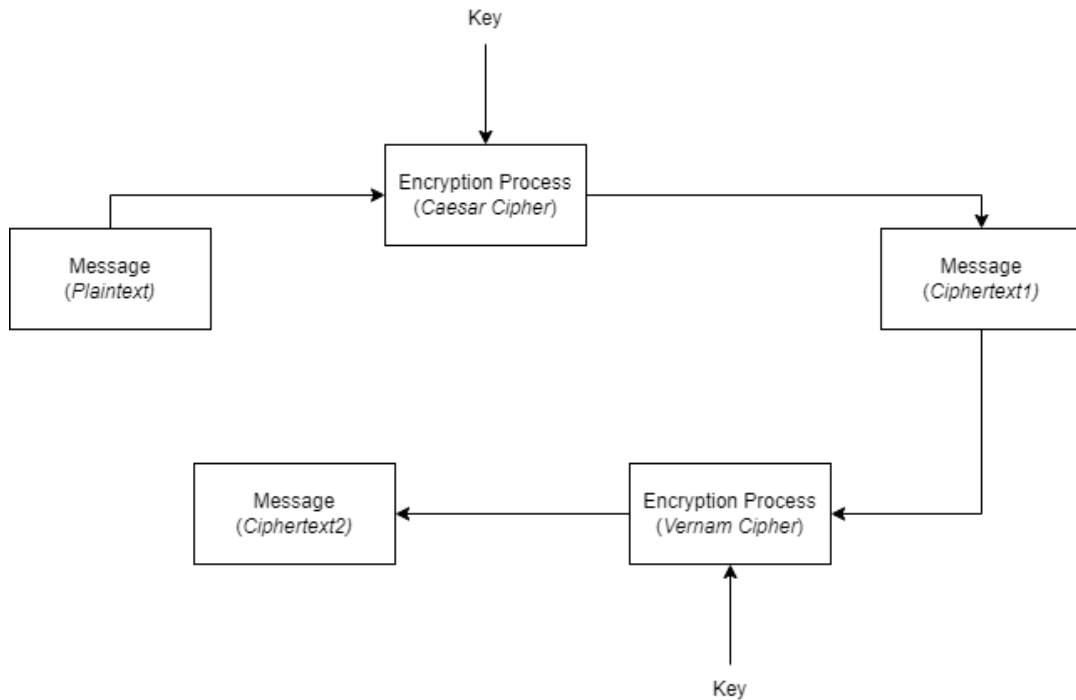 Key
Encryption Process
(Caesar Cipher)
Message
(Plaintext)
Message
(Ciphertext1)
Message
(Ciphertext2)
Encryption Process
(Vernam Cipher)
Key